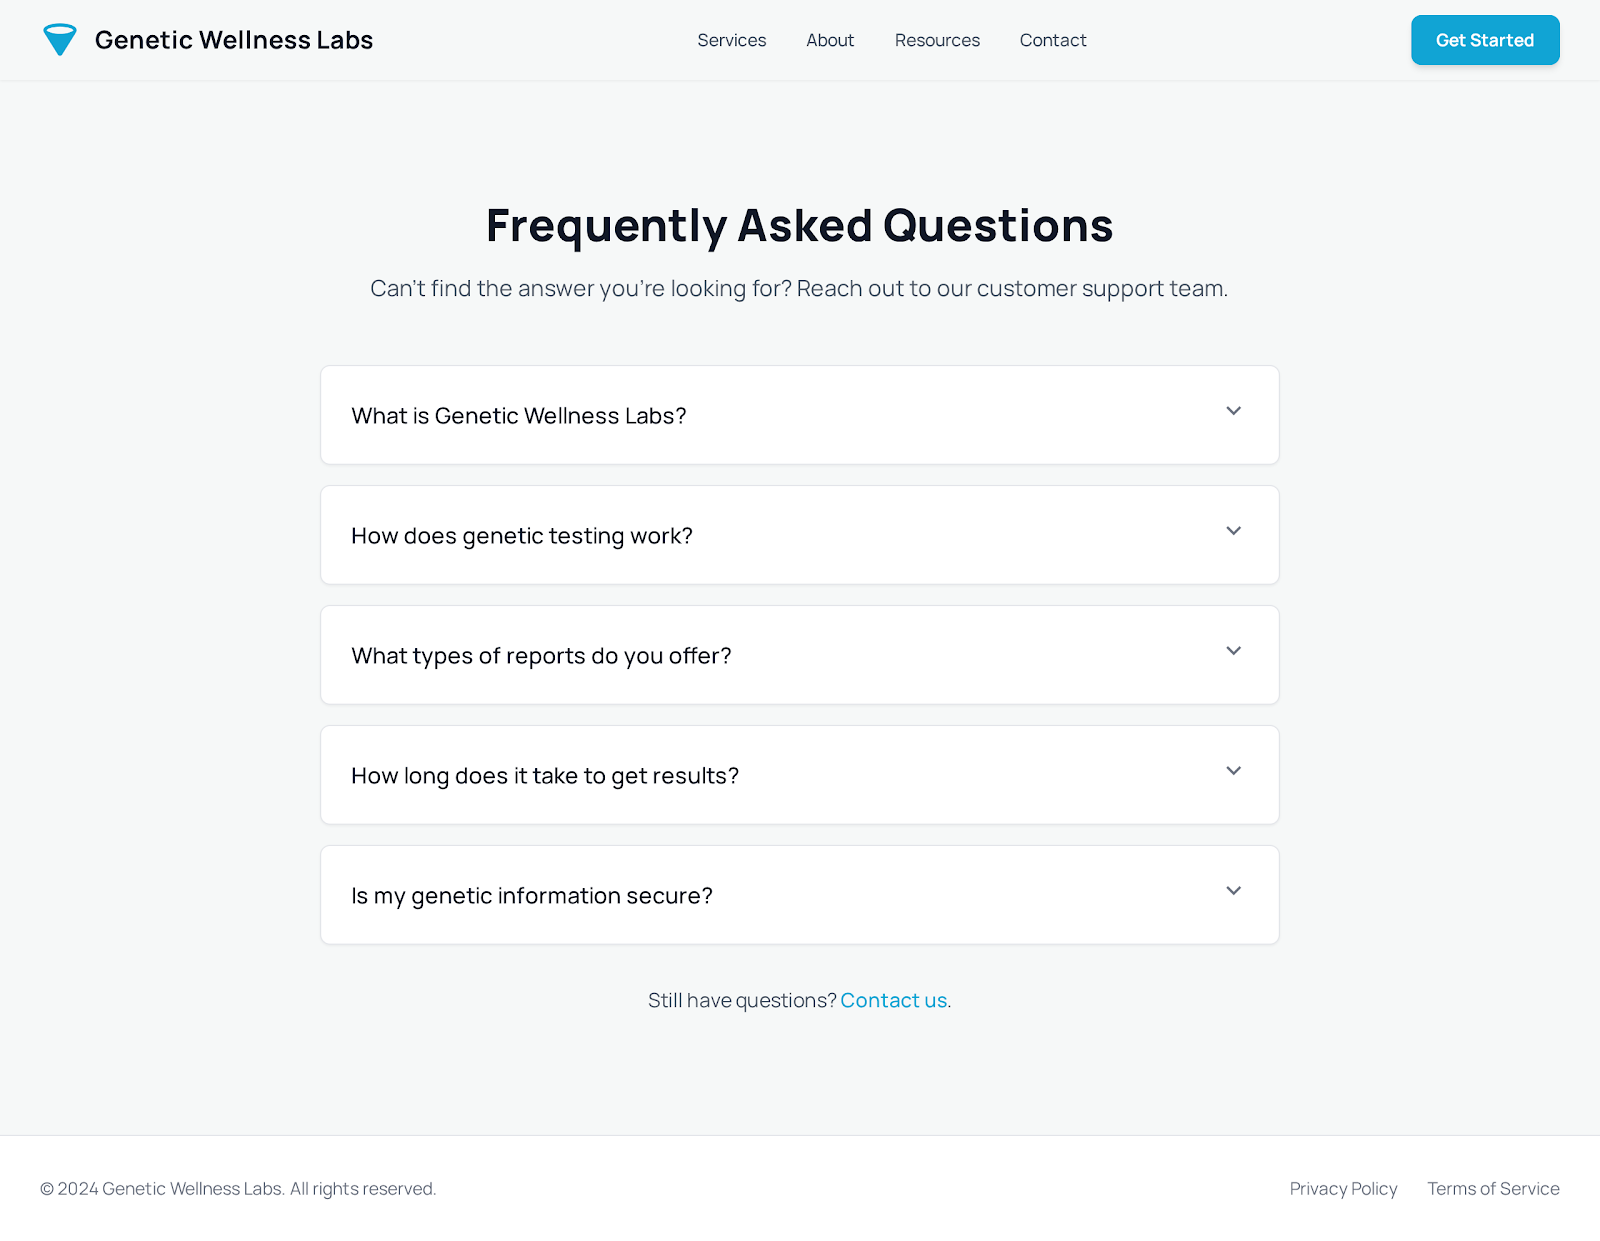 Genetic Wellness Labs
Services
About
Resources
Contact
Get Started
Frequently Asked Questions
Can't find the answer you're looking for? Reach out to our customer support team.
What is Genetic Wellness Labs?
How does genetic testing work?
What types of reports do you offer?
How long does it take to get results?
Is my genetic information secure?
Still have questions? Contact us.
© 2024 Genetic Wellness Labs. All rights reserved.
Privacy Policy
Terms of Service